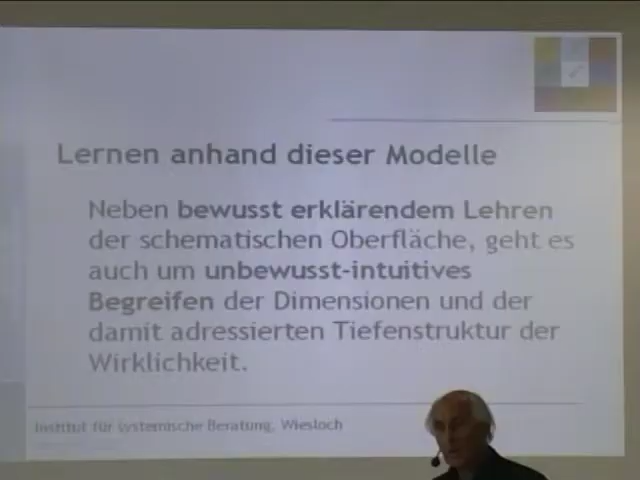 Lernen anhand dieser Modelle
Neben bewusst erklärendem Lehren
der schematischen Oberfläche, geht es
auch um unbewusst-intuitives
Begreifen der Dimensionen und der
damit adressierten Tiefenstruktur der
Wirklichkeit.
Institut für systemische Beratung, Wiesloch